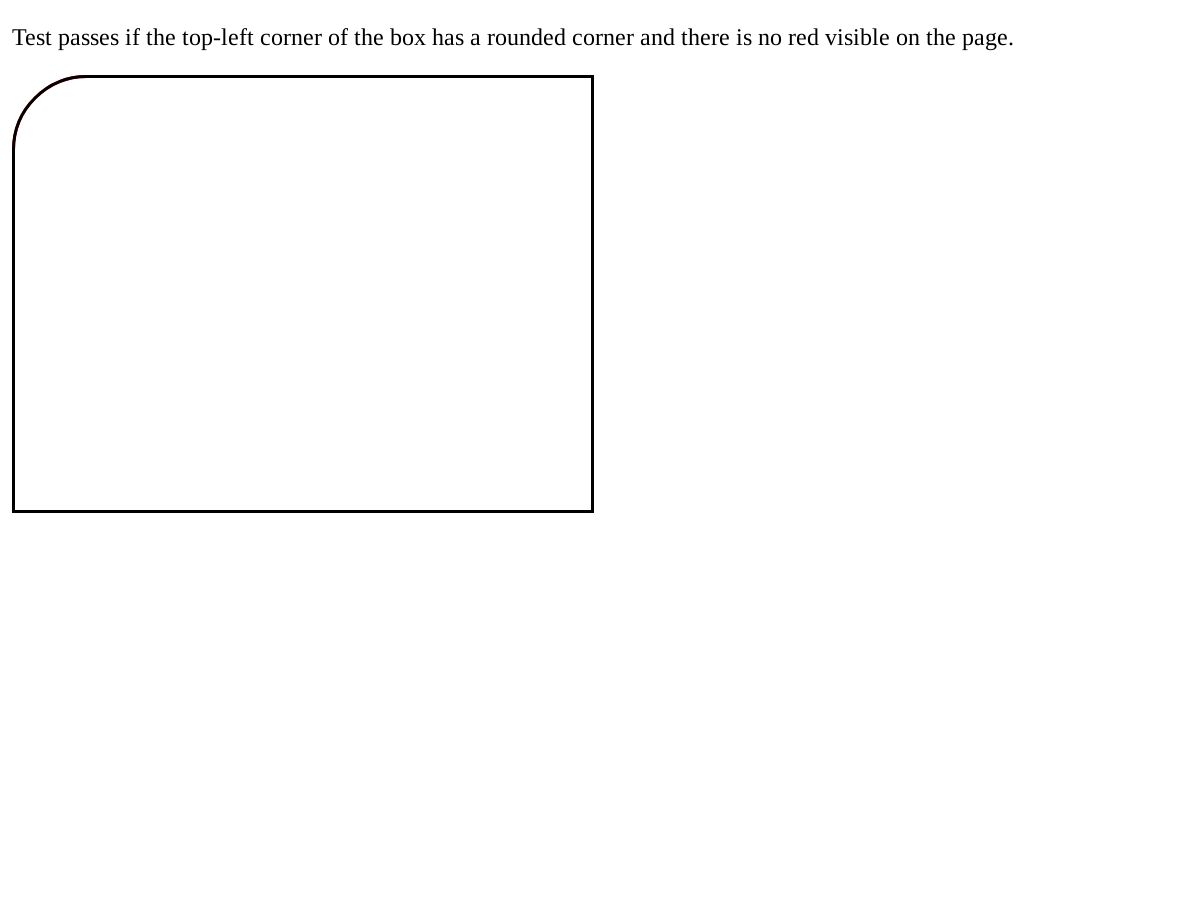 Test passes if the top-left corner of the box has a rounded corner and there is no red visible on the page.